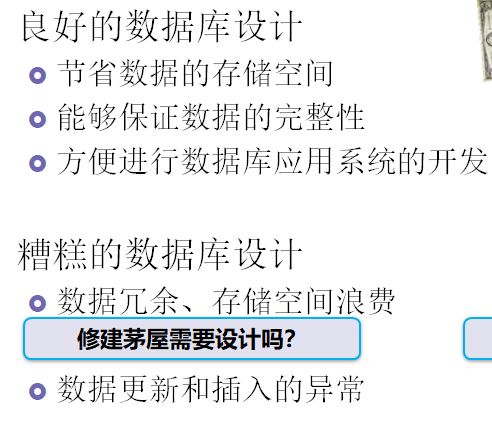 良好的数据库设计
节省数据的存储空间
能够保证数据的完整性
方便进行数据库应用系统的开发
糟糕的数据库设计
数据冗余、存储空间浪费
修建茅屋需要设计吗？
数据更新和插入的异常